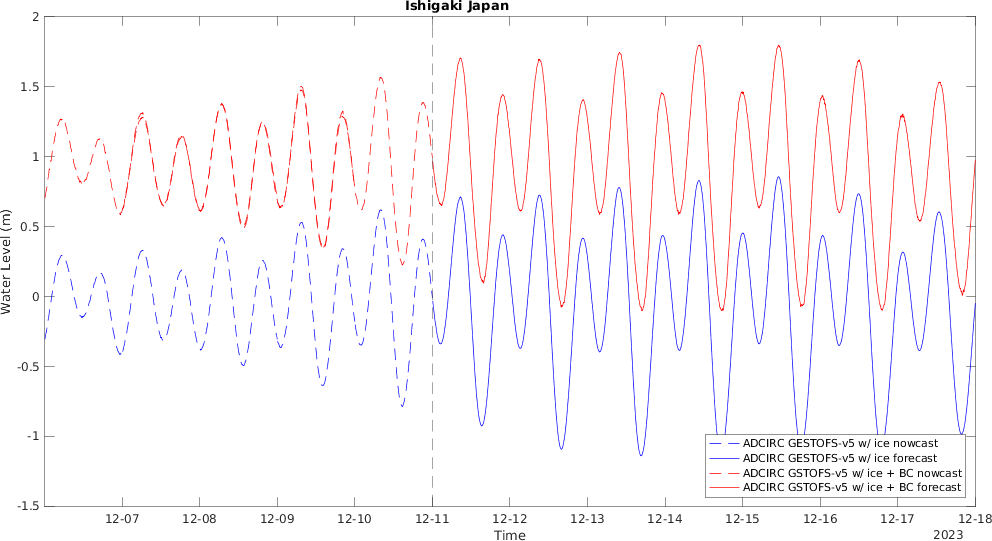 Ishigaki Japan
2
1.5
1
0.5
0
-0.5
-1
-1.5
Water Level (m)
ADCIRC GESTOFS-v5 w/ ice nowcast
ADCIRC GESTOFS-v5 w/ ice forecast
ADCIRC GSTOFS-v5 w/ ice + BC nowcast
ADCIRC GSTOFS-v5 w/ ice + BC forecast
12-07 12-08 12-09 12-10 12-11 12-12 12-13 12-14 12-15 12-16 12-17 12-18
Time
2023